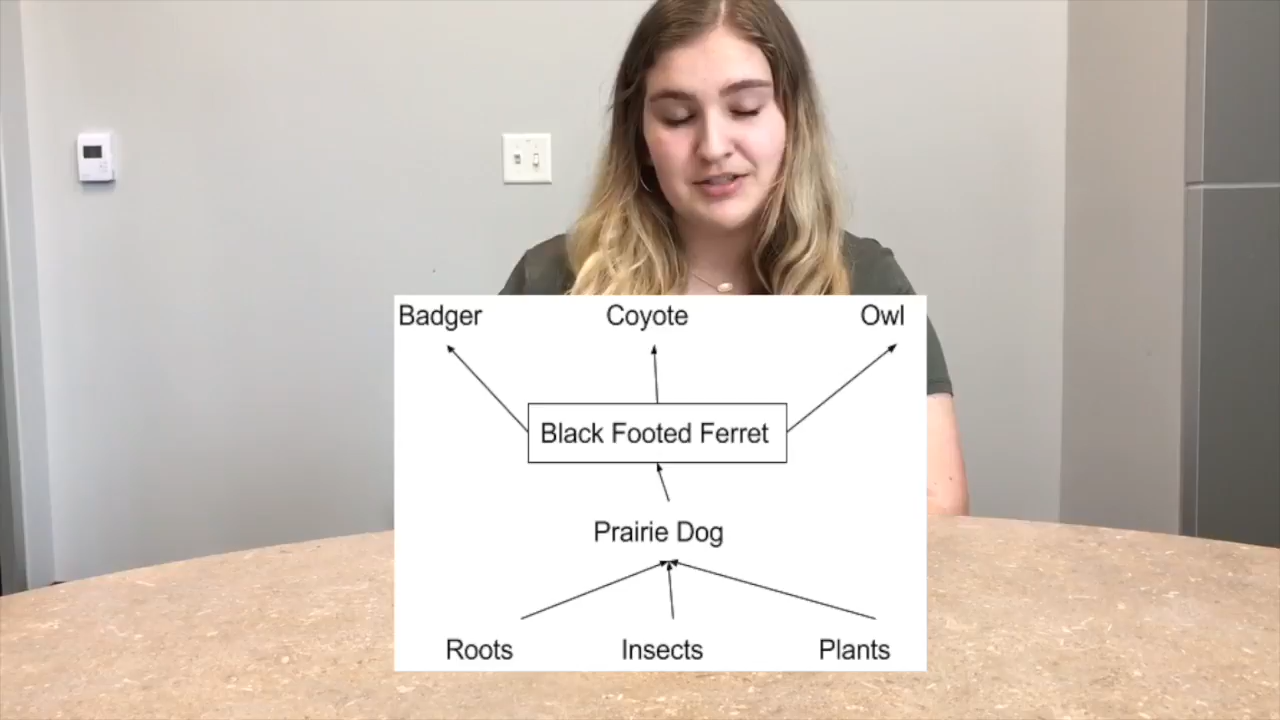 Badger Coyote Owl
Black Footed Ferret
Prairie Dog
Roots Insects Plants